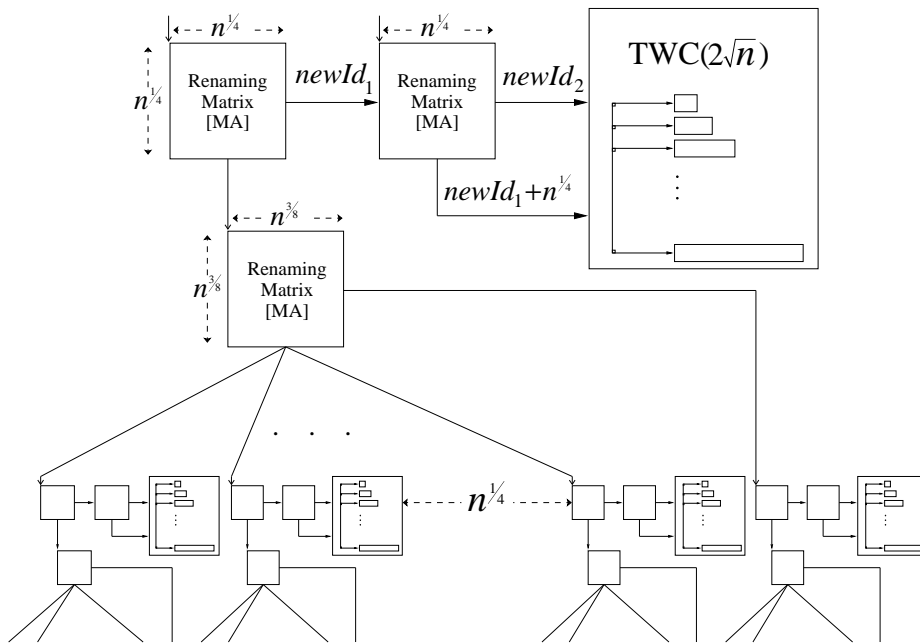 n^{1/4} n^{1/4}
TWC(2√n)
Renaming Matrix [MA]
newId_1
Renaming Matrix [MA]
newId_2
n^{1/4}
newId_1+n^{1/4}
n^{3/8}
n^{3/8}
Renaming Matrix [MA]
n^{1/4}